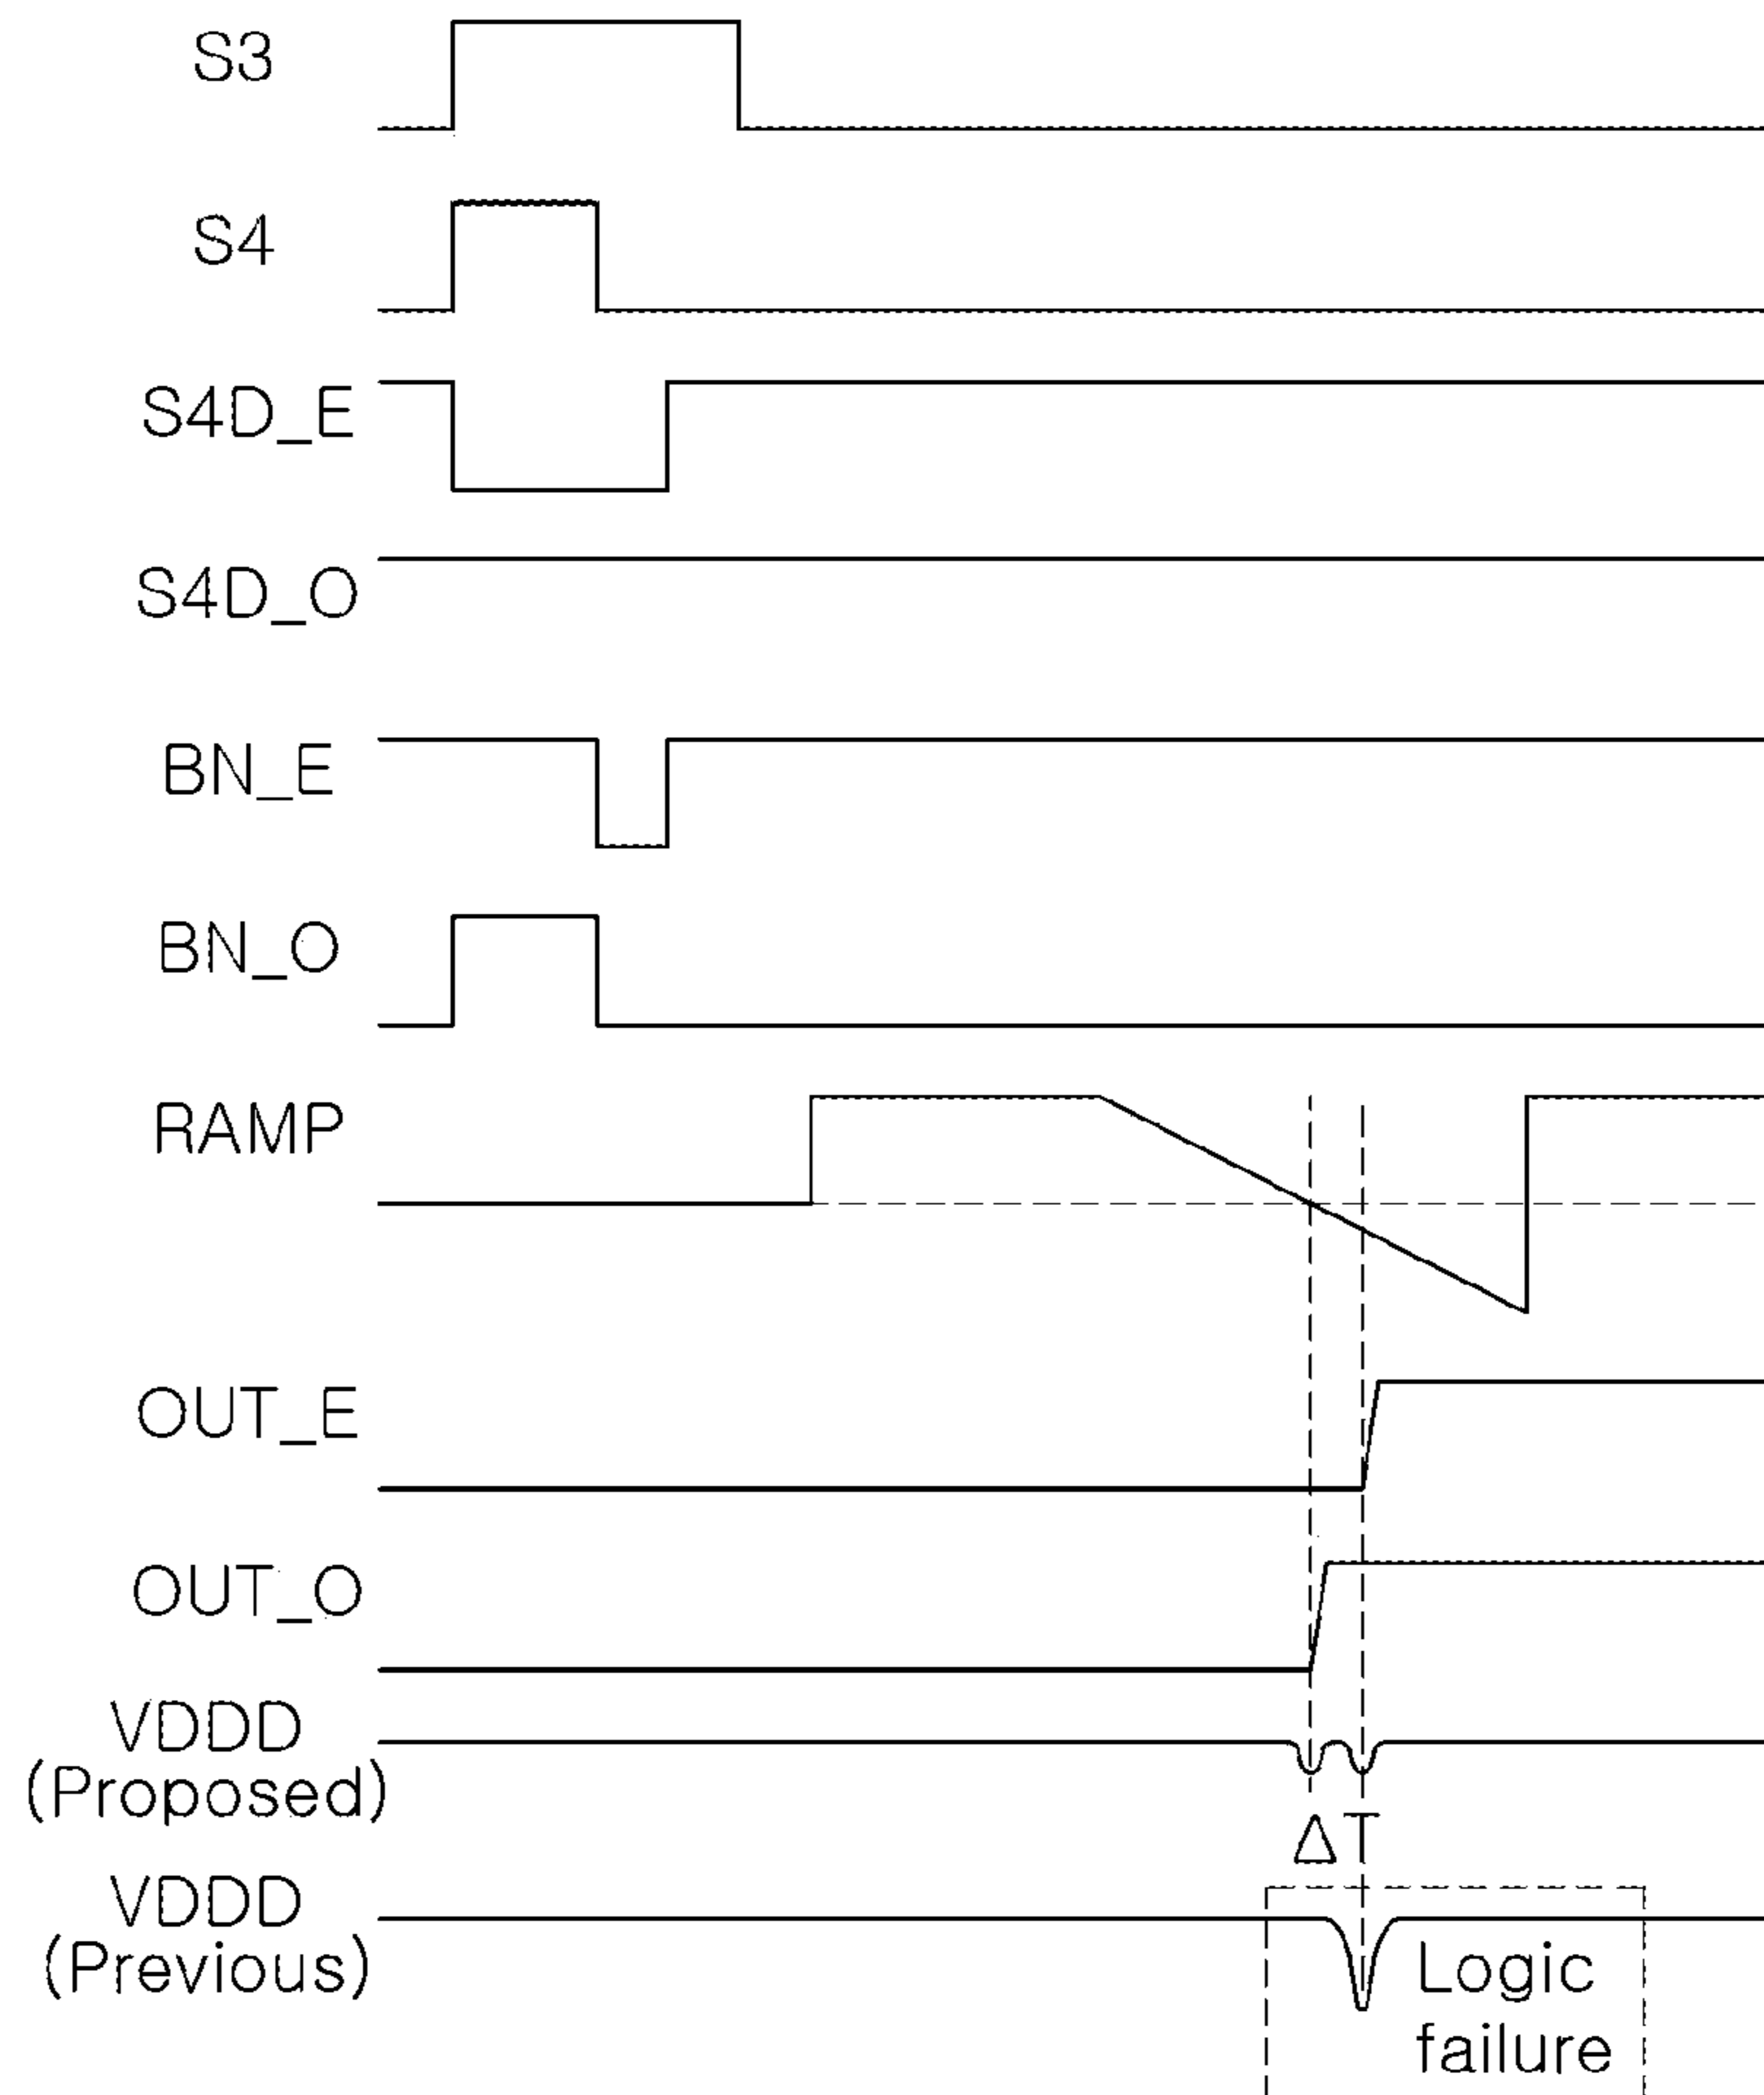 S3
S4
S4D_E
S4D_O
BN_E
BN_O
RAMP
OUT_E
OUT_O
VDDD
(Proposed)
ΔT
VDDD
(Previous)
Logic
failure